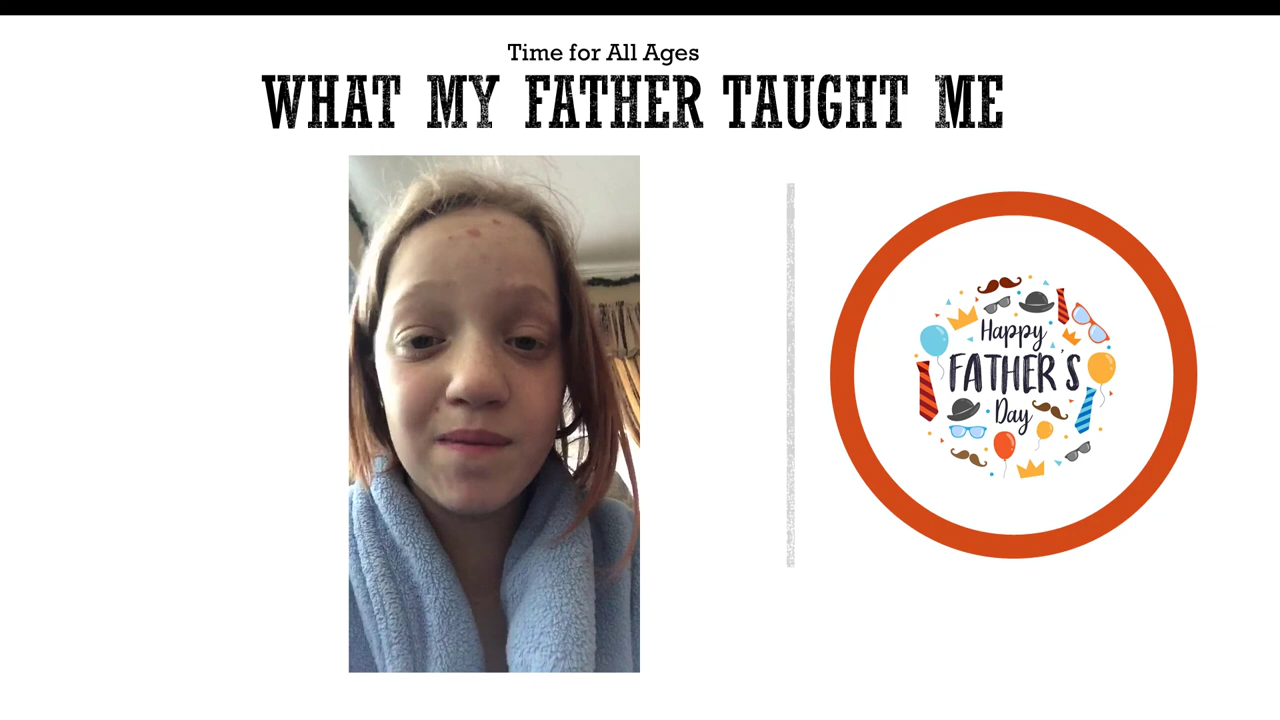 Time for All Ages
WHAT MY FATHER TAUGHT ME
Happy
FATHER'S
Day